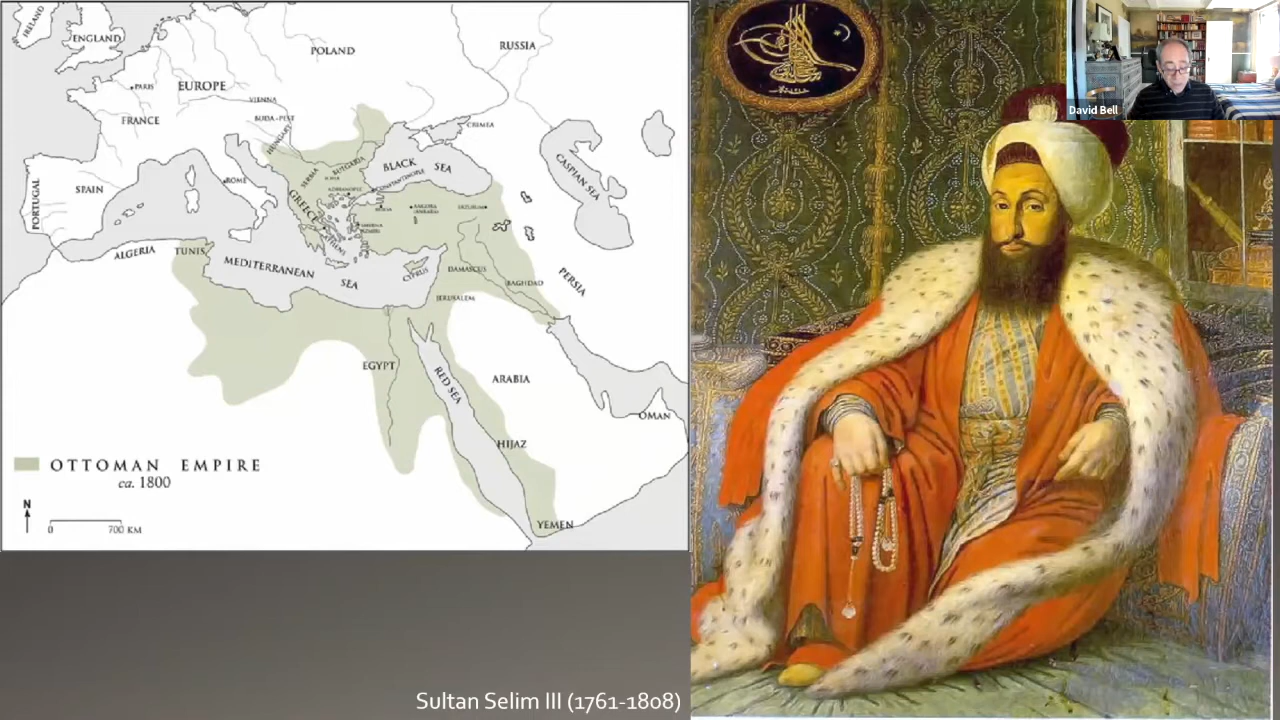 IRELAND
ENGLAND
POLAND
RUSSIA
PARIS
EUROPE
VIENNA
FRANCE
BUDA-PEST
HUNGARY
CRIMEA
CASPIAN SEA
BLACK SEA
BULGARIA
SERBIA
CONSTANTINOPLE
PORTUGAL
SPAIN
ROME
GREECE
ATHENS
ERZURUM
ALGERIA
TUNIS
MEDITERRANEAN
SEA
CYPRUS
DAMASCUS
BAGHDAD
PERSIA
JERUSALEM
EGYPT
RED SEA
ARABIA
OMAN
HIJAZ
YEMEN
OTTOMAN EMPIRE
ca. 1800
N
0 700 KM
Sultan Selim III (1761-1808)
David Bell